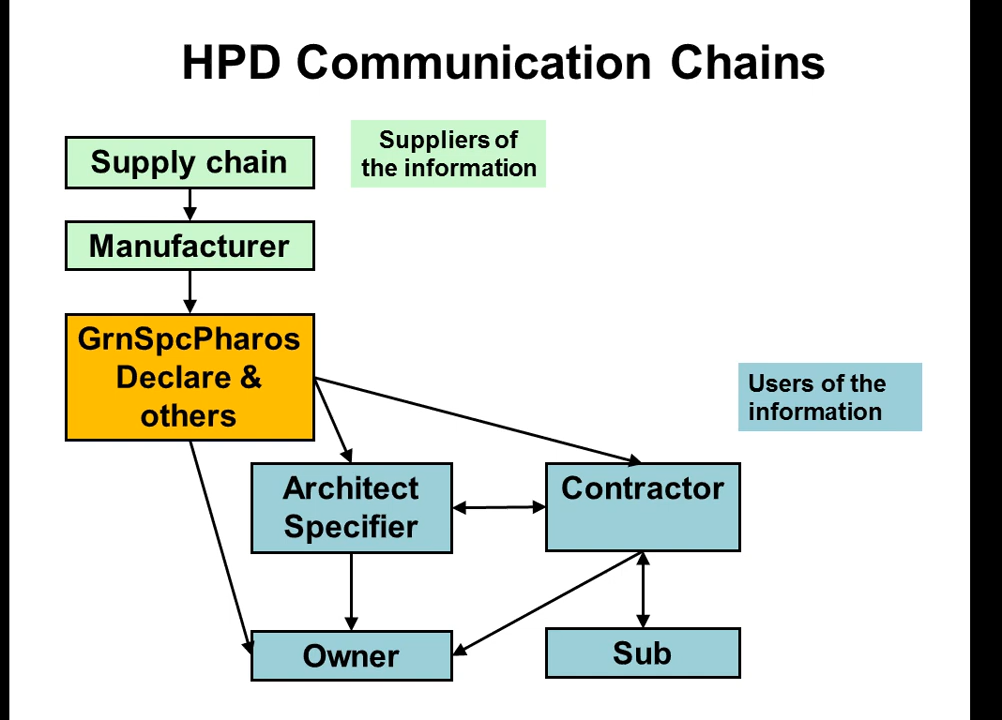 HPD Communication Chains
Supply chain
Suppliers of
the information
Manufacturer
GrnSpcPharos
Declare &
others
Users of the
information
Architect
Specifier
Contractor
Owner
Sub